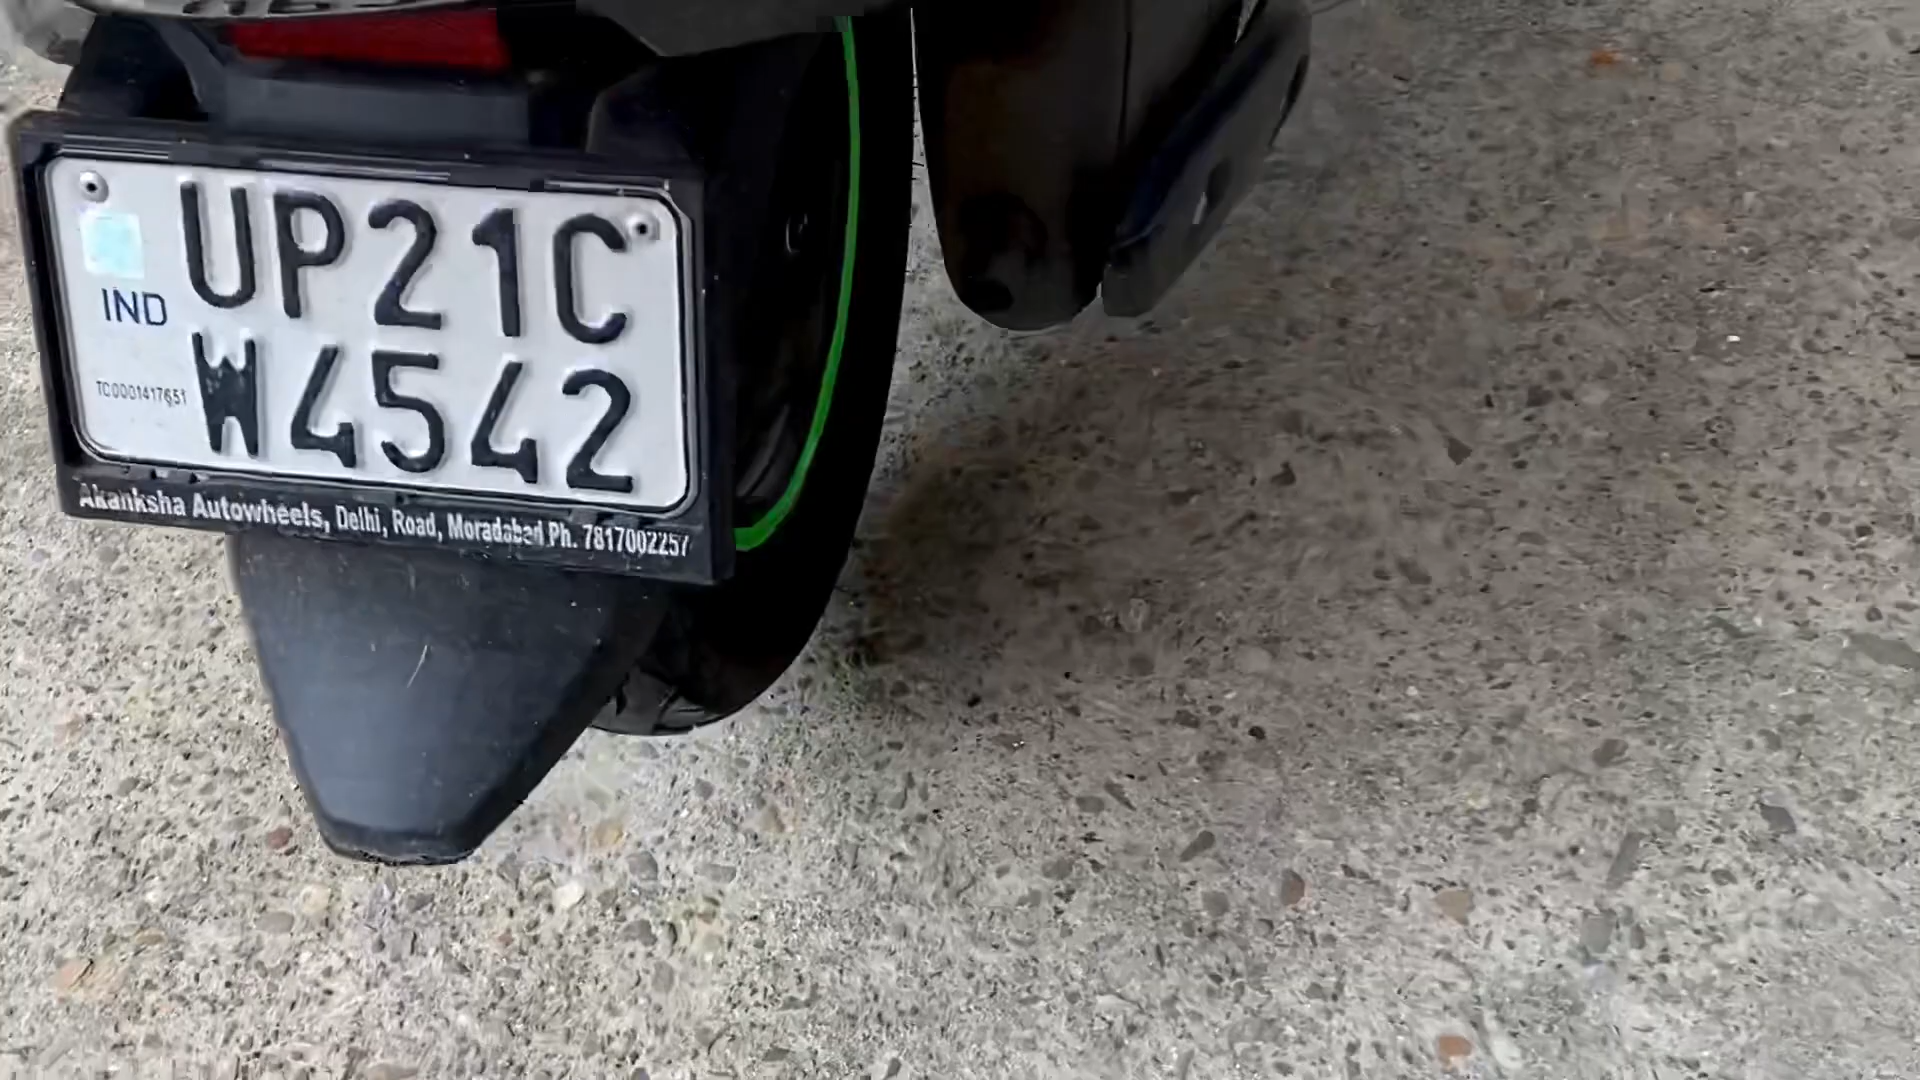 UP21C
IND
W4542
TC0001417651
Akanksha Autowheels, Delhi, Road, Moradabad Ph. 7817002257